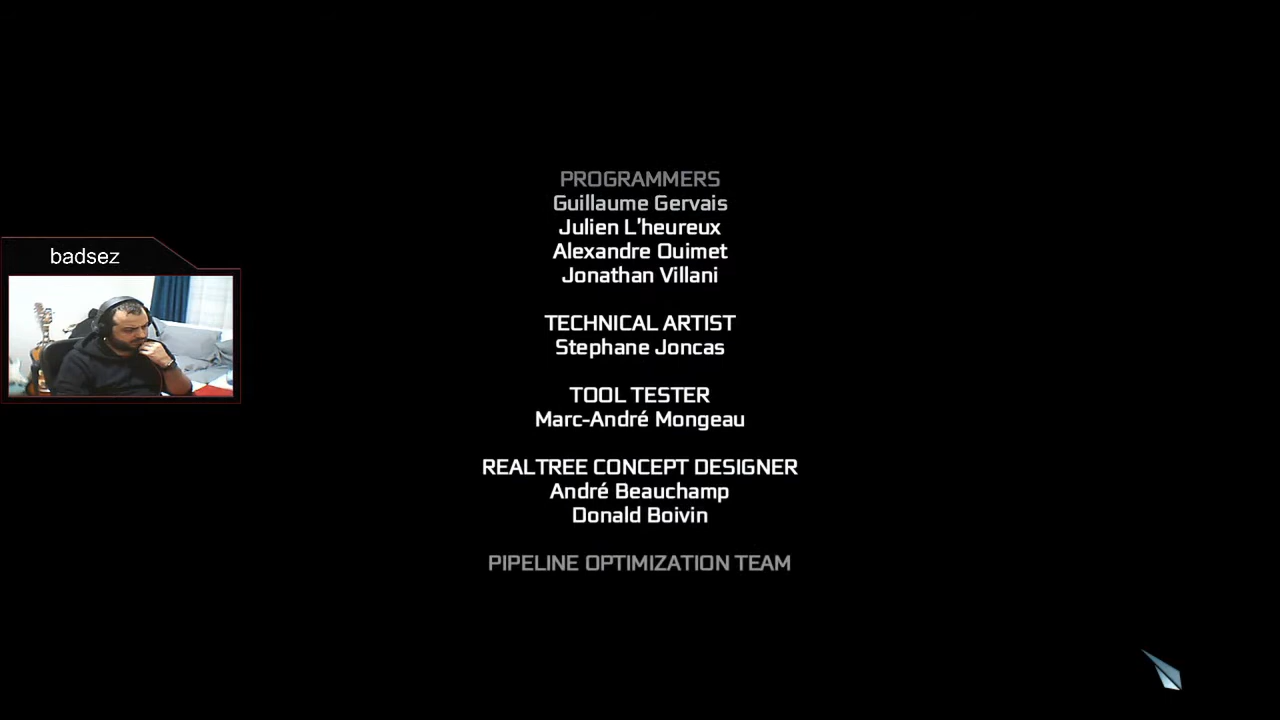 PROGRAMMERS
Guillaume Gervais
Julien L'heureux
Alexandre Ouimet
Jonathan Villani
badsez
TECHNICAL ARTIST
Stephane Joncas
TOOL TESTER
Marc-André Mongeau
REALTREE CONCEPT DESIGNER
André Beauchamp
Donald Boivin
PIPELINE OPTIMIZATION TEAM